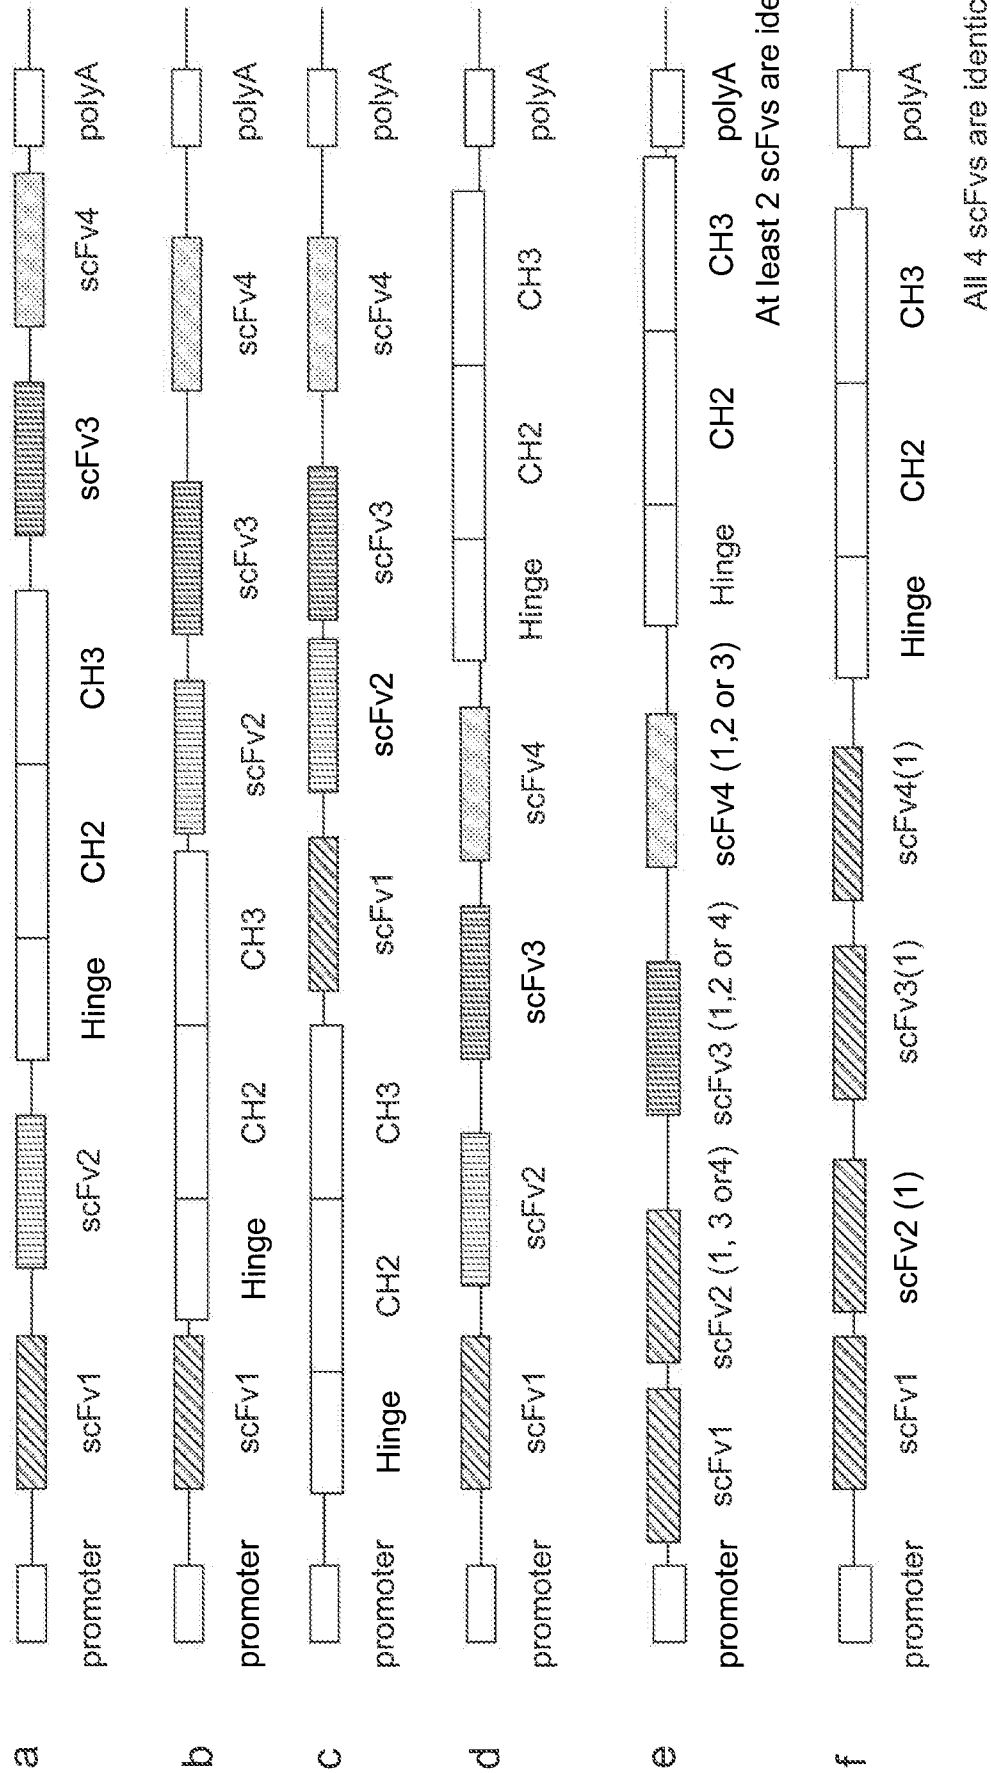 a
promoter scFv1 scFv2 Hinge CH2 CH3 scFv3 scFv4 polyA
b
promoter scFv1 Hinge CH2 CH3 scFv2 scFv3 scFv4 polyA
c
promoter Hinge CH2 CH3 scFv1 scFv2 scFv3 scFv4 polyA
d
promoter scFv1 scFv2 scFv3 scFv4 Hinge CH2 CH3 polyA
e
promoter scFv1 scFv2 (1, 3 or4) scFv3 (1,2 or 4) scFv4 (1,2 or 3) Hinge CH2 CH3 polyA
At least 2 scFvs are ide
f
promoter scFv1 scFv2 (1) scFv3(1) scFv4(1) Hinge CH2 CH3 polyA
All 4 scFvs are identic